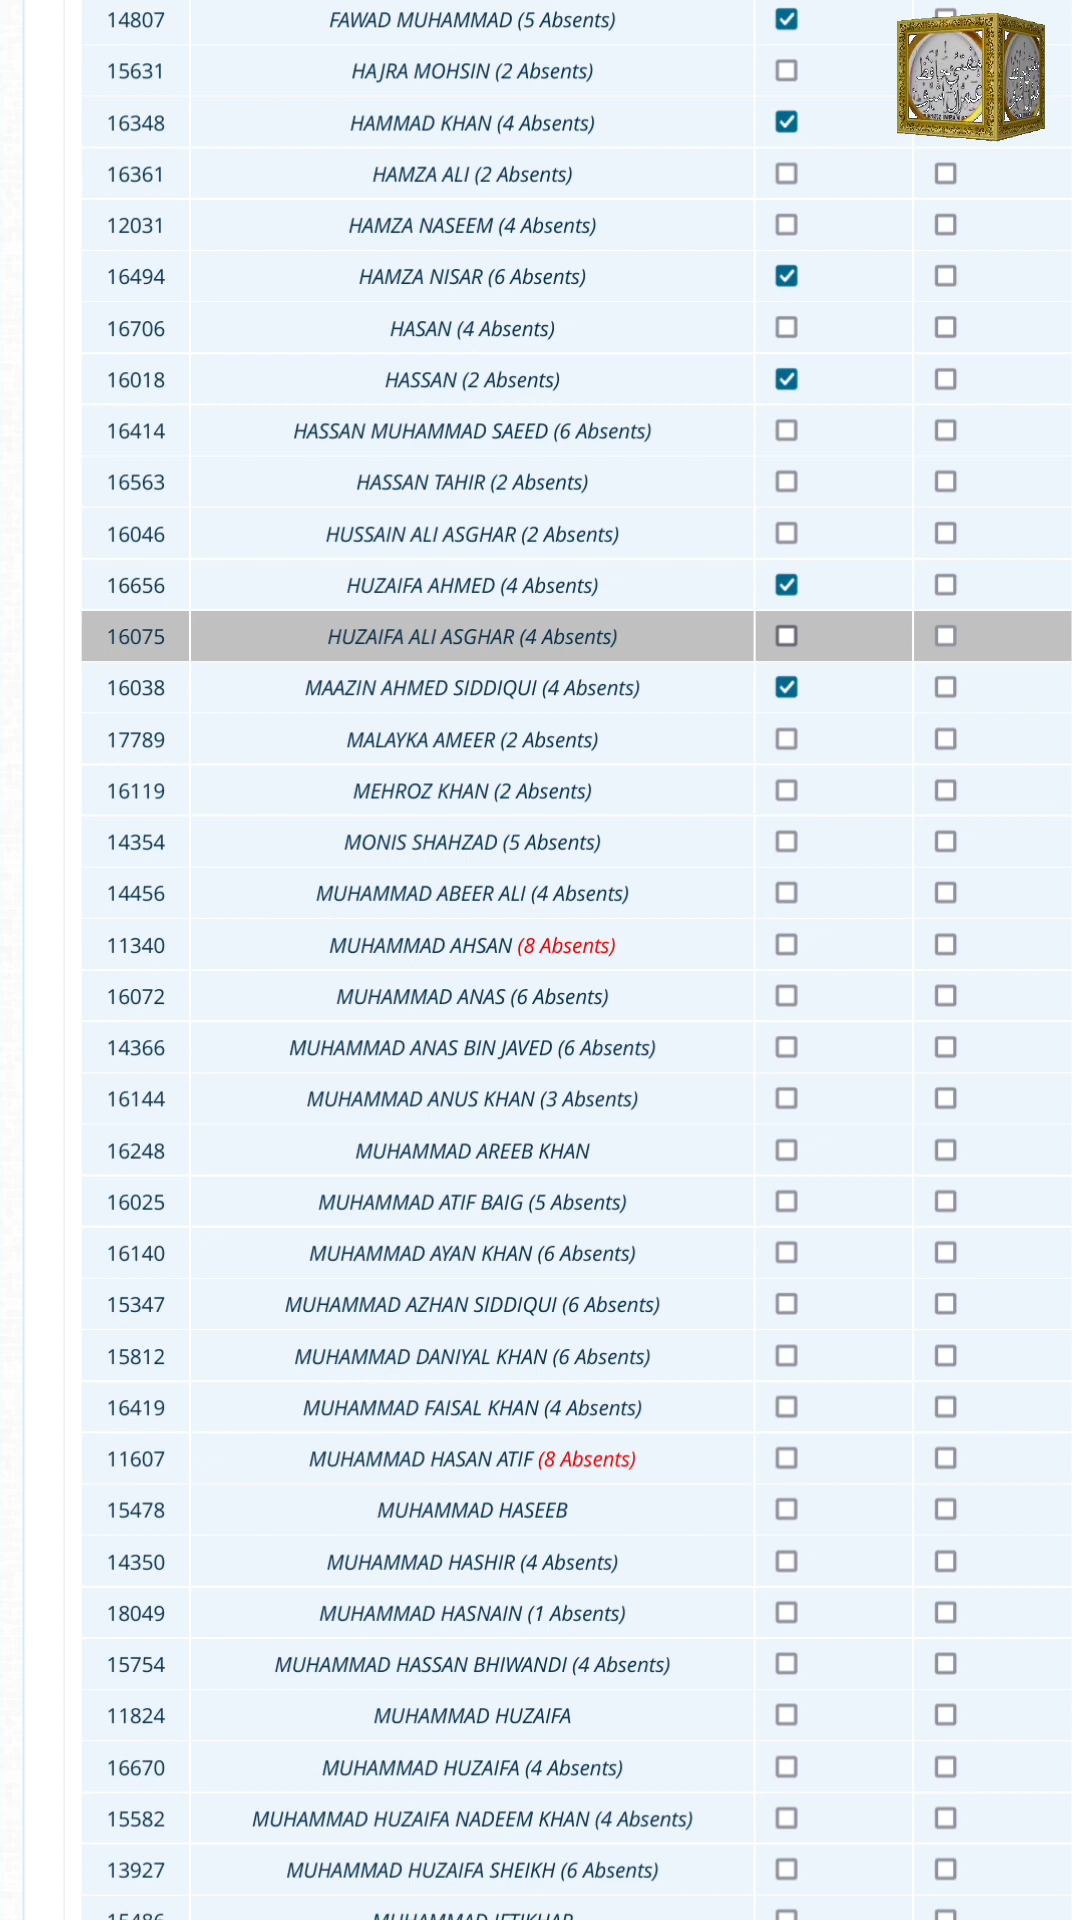 14807 FAWAD MUHAMMAD (5 Absents)
15631 HAJRA MOHSIN (2 Absents)
16348 HAMMAD KHAN (4 Absents)
16361 HAMZA ALI (2 Absents)
12031 HAMZA NASEEM (4 Absents)
16494 HAMZA NISAR (6 Absents)
16706 HASAN (4 Absents)
16018 HASSAN (2 Absents)
16414 HASSAN MUHAMMAD SAEED (6 Absents)
16563 HASSAN TAHIR (2 Absents)
16046 HUSSAIN ALI ASGHAR (2 Absents)
16656 HUZAIFA AHMED (4 Absents)
16075 HUZAIFA ALI ASGHAR (4 Absents)
16038 MAAZIN AHMED SIDDIQUI (4 Absents)
17789 MALAYKA AMEER (2 Absents)
16119 MEHROZ KHAN (2 Absents)
14354 MONIS SHAHZAD (5 Absents)
14456 MUHAMMAD ABEER ALI (4 Absents)
11340 MUHAMMAD AHSAN (8 Absents)
16072 MUHAMMAD ANAS (6 Absents)
14366 MUHAMMAD ANAS BIN JAVED (6 Absents)
16144 MUHAMMAD ANUS KHAN (3 Absents)
16248 MUHAMMAD AREEB KHAN
16025 MUHAMMAD ATIF BAIG (5 Absents)
16140 MUHAMMAD AYAN KHAN (6 Absents)
15347 MUHAMMAD AZHAN SIDDIQUI (6 Absents)
15812 MUHAMMAD DANIYAL KHAN (6 Absents)
16419 MUHAMMAD FAISAL KHAN (4 Absents)
11607 MUHAMMAD HASAN ATIF (8 Absents)
15478 MUHAMMAD HASEEB
14350 MUHAMMAD HASHIR (4 Absents)
18049 MUHAMMAD HASNAIN (1 Absents)
15754 MUHAMMAD HASSAN BHIWANDI (4 Absents)
11824 MUHAMMAD HUZAIFA
16670 MUHAMMAD HUZAIFA (4 Absents)
15582 MUHAMMAD HUZAIFA NADEEM KHAN (4 Absents)
13927 MUHAMMAD HUZAIFA SHEIKH (6 Absents)
15486 MUHAMMAD IFTIKHAR